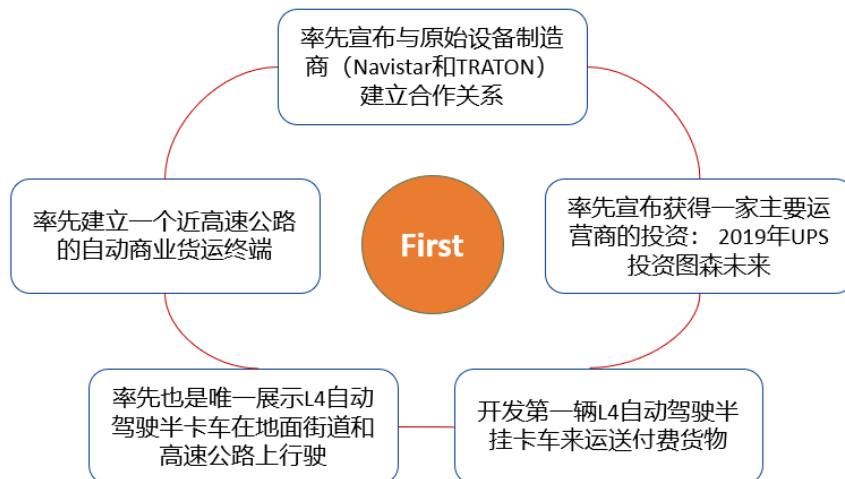 率先宣布与原始设备制造
商（Navistar和TRATON）
建立合作关系
率先建立一个近高速公路
的自动商业货运终端
First
率先宣布获得一家主要运
营商的投资： 2019年UPS
投资图森未来
率先也是唯一展示L4自动
驾驶半卡车在地面街道和
高速公路上行驶
开发第一辆L4自动驾驶半
挂卡车来运送付费货物